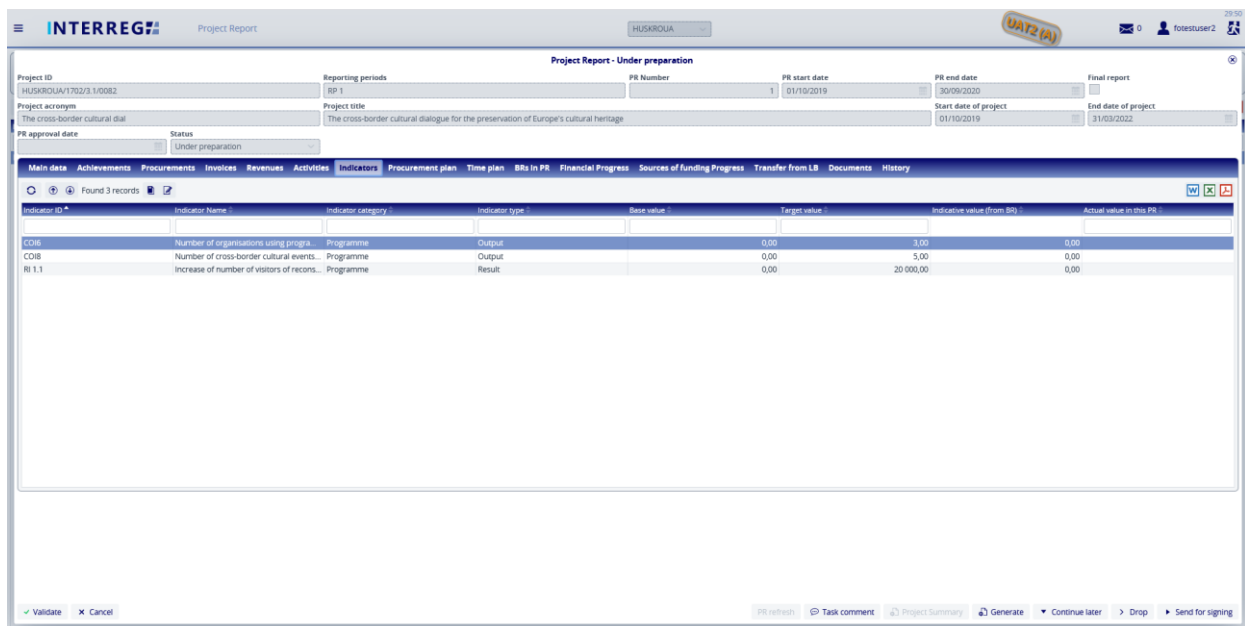 29:50
INTERREG Project Report HUSKROUA UAT2 (A) 0 fotestuser2
Project Report - Under preparation
Project ID Reporting periods PR Number PR start date PR end date Final report
HUSKROUA/1702/3.1/0082 RP 1 1 01/10/2019 30/09/2020
Project acronym Project title Start date of project End date of project
The cross-border cultural dial The cross-border cultural dialogue for the preservation of Europe's cultural heritage 01/10/2019 31/03/2022
PR approval date Status
Under preparation
Main data Achievements Procurements Invoices Revenues Activities Indicators Procurement plan Time plan BRs in PR Financial Progress Sources of funding Progress Transfer from LB Documents History
Found 3 records W X
Indicator ID Indicator Name Indicator category Indicator type Base value Target value Indicative value (from BR) Actual value in this PR
COI6 Number of organisations using progra... Programme Output 0,00 3,00 0,00
COI8 Number of cross-border cultural events... Programme Output 0,00 5,00 0,00
RI 1.1 Increase of number of visitors of recons... Programme Result 0,00 20 000,00 0,00
Validate Cancel PR refresh Task comment Project Summary Generate Continue later Drop Send for signing